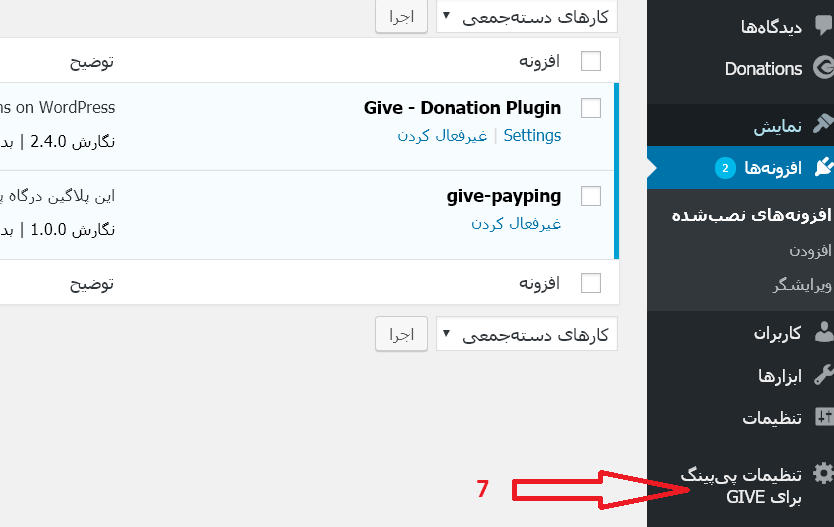 دیدگاه‌ها
Donations
نمایش
افزونه‌ها 2
افزونه‌های نصب‌شده
افزودن
ویرایشگر
کاربران
ابزارها
تنظیمات
تنظیمات پی‌پینگ
برای GIVE
7
کارهای دسته‌جمعی
اجرا
افزونه
توضیح
Give - Donation Plugin
Settings | غیرفعال کردن
ns on WordPress
نگارش 2.4.0 |
give-payping
غیرفعال کردن
این پلاگین درگاه
نگارش 1.0.0 |
افزونه
توضیح
کارهای دسته‌جمعی
اجرا